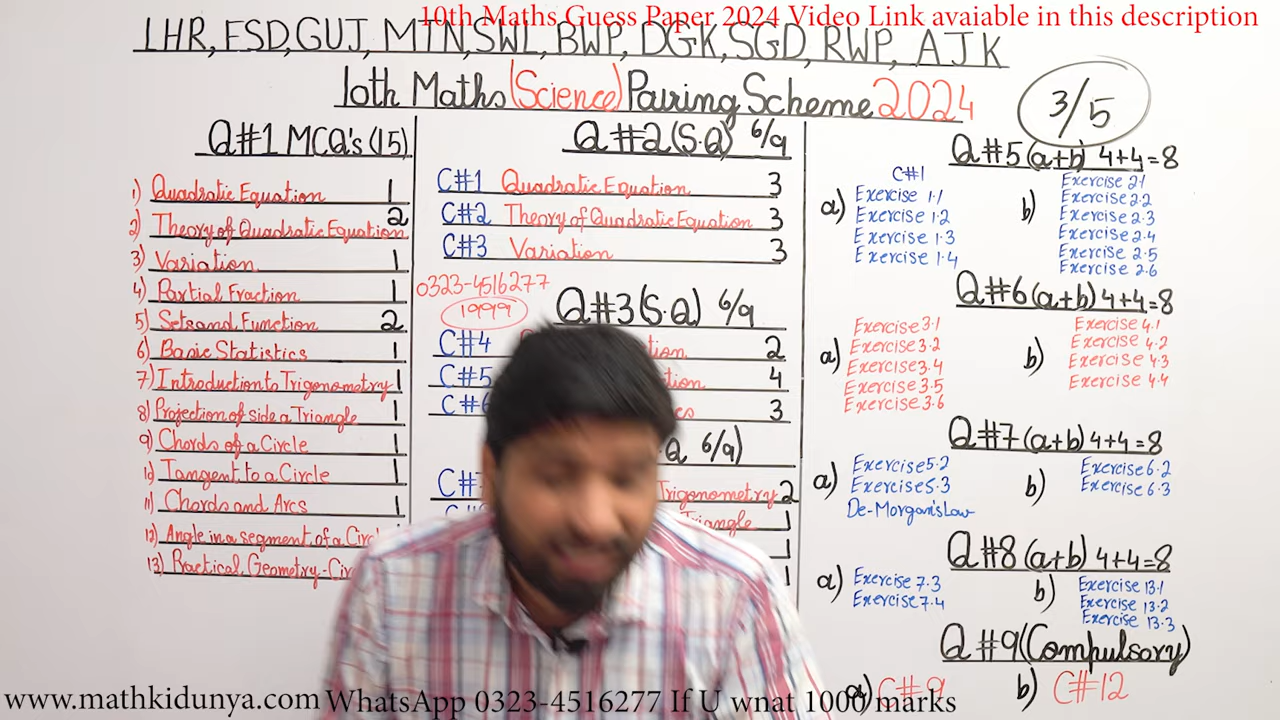 10th Maths Guess Paper 2024 Video Link avaiable in this description
LHR, FSD, GUJ, MTN, SWL, BWP, DGK, SGD, RWP, AJK
10th Maths (Science) Pairing Scheme 2024
3/5
Q#1 MCQ's (15)
1) Quadratic Equation 1
2) Theory of Quadratic Equation 2
3) Variation 1
4) Partial Fraction 1
5) Sets and Function 2
6) Basic Statistics 1
7) Introduction to Trigonometry 1
8) Projection of side a Triangle 1
9) Chords of a Circle 1
10) Tangent to a Circle 1
11) Chords and Arcs 1
12) Angle in a segment of a Circ
13) Practical Geometry-Cir
Q#2 (S.Q) 6/9
C#1 Quadratic Equation 3
C#2 Theory of Quadratic Equation 3
C#3 Variation 3
0323-4516277
1999
Q#3 (S.Q) 6/9
C#4 tion 2
C#5 tion 4
C#6 cs 3
Q 6/9)
C#7 Trigonometry 2
Triangle 1
1
1
Q#5 (a+b) 4+4=8
C#1
a) Exercise 1.1
Exercise 1.2
Exercise 1.3
Exercise 1.4
b) Exercise 2.1
Exercise 2.2
Exercise 2.3
Exercise 2.4
Exercise 2.5
Exercise 2.6
Q#6 (a+b) 4+4=8
a) Exercise 3.1
Exercise 3.2
Exercise 3.4
Exercise 3.5
Exercise 3.6
b) Exercise 4.1
Exercise 4.2
Exercise 4.3
Exercise 4.4
Q#7 (a+b) 4+4=8
a) Exercise 5.2
Exercise 5.3
De-Morgan's Law
b) Exercise 6.2
Exercise 6.3
Q#8 (a+b) 4+4=8
a) Exercise 7.3
Exercise 7.4
b) Exercise 13.1
Exercise 13.2
Exercise 13.3
Q#9 (Compulsory)
a) C#9 b) C#12
www.mathkidunya.com WhatsApp 0323-4516277 If U wnat 1000 marks